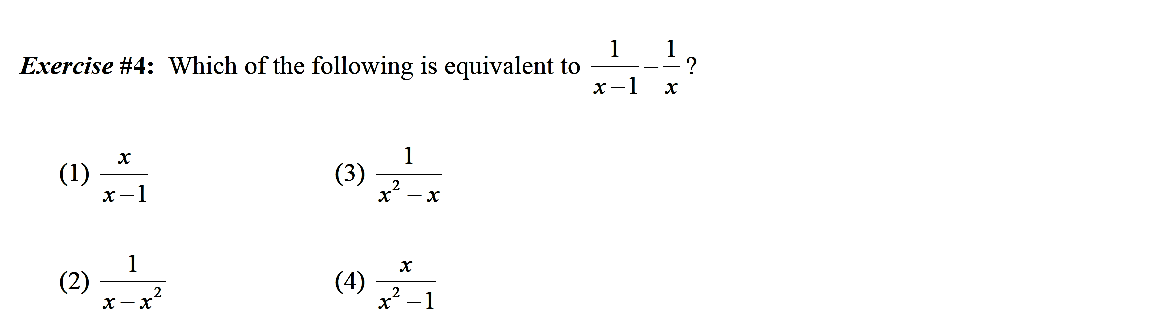 Exercise #4: Which of the following is equivalent to 1/(x−1) − 1/x ?
(1) x/(x−1) (3) 1/(x²−x)
(2) 1/(x−x²) (4) x/(x²−1)